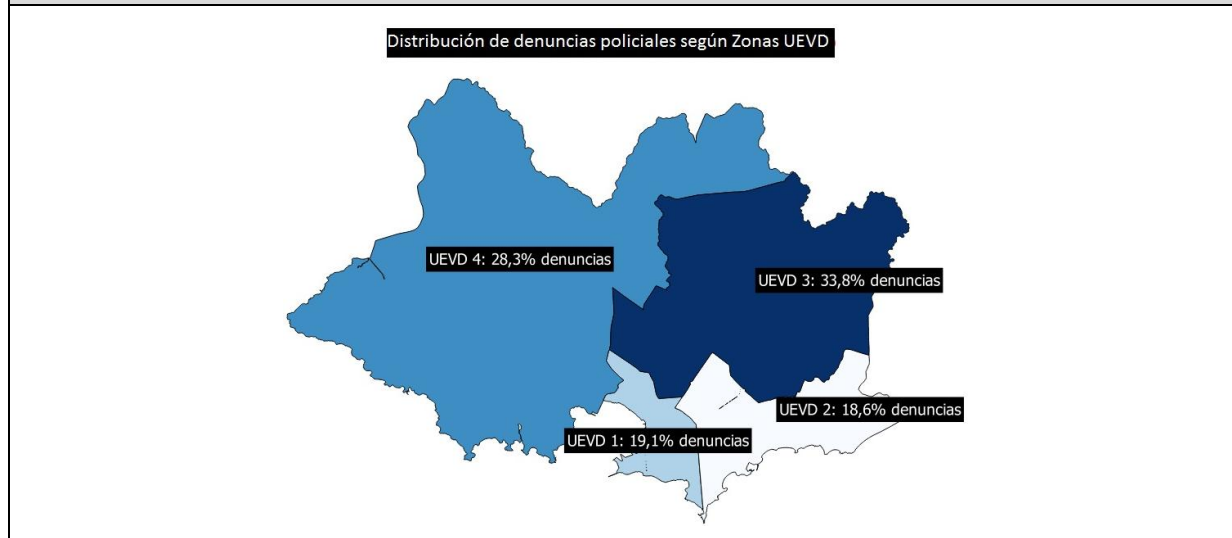 Distribución de denuncias policiales según Zonas UEVD
UEVD 4: 28,3% denuncias
UEVD 3: 33,8% denuncias
UEVD 2: 18,6% denuncias
UEVD 1: 19,1% denuncias